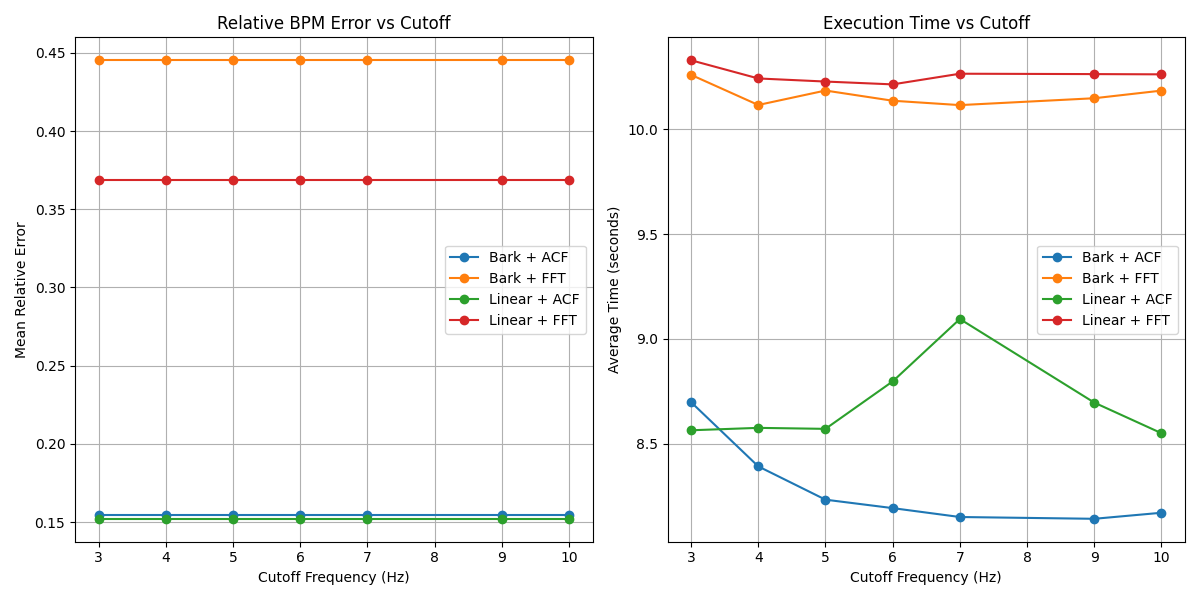 Relative BPM Error vs Cutoff
0.45
0.40
0.35
0.30
0.25
0.20
0.15
Mean Relative Error
Bark + ACF
Bark + FFT
Linear + ACF
Linear + FFT
3 4 5 6 7 8 9 10
Cutoff Frequency (Hz)
Execution Time vs Cutoff
10.0
9.5
9.0
8.5
Average Time (seconds)
Bark + ACF
Bark + FFT
Linear + ACF
Linear + FFT
3 4 5 6 7 8 9 10
Cutoff Frequency (Hz)